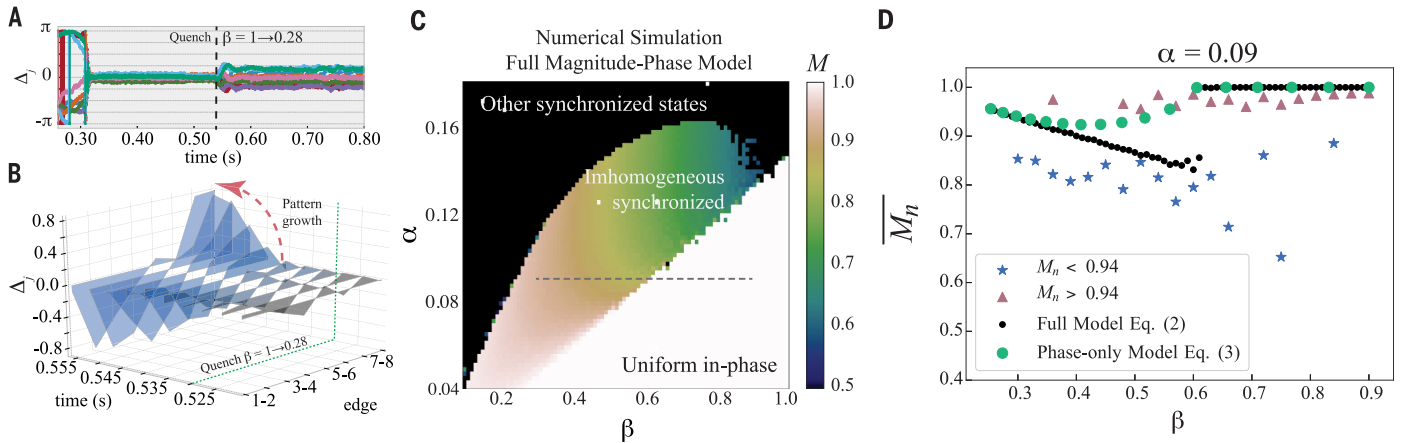 A
π
0
-π
Δj
Quench β = 1→0.28
0.30 0.40 0.50 0.60 0.70 0.80
time (s)
B
0.8
0.4
0.0
-0.4
-0.8
Δj
Pattern
growth
Quench β = 1→0.28
0.555
0.545
0.535
0.525
time (s)
1-2
3-4
5-6
7-8
edge
C
Numerical Simulation
Full Magnitude-Phase Model
M
Other synchronized states
Imhomogeneous
synchronized
Uniform in-phase
0.16
0.12
0.08
0.04
α
0.2 0.4 0.6 0.8 1.0
β
1.0
0.9
0.8
0.7
0.6
0.5
D
α = 0.09
1.0
0.9
0.8
0.7
0.6
0.5
0.4
Mn
Mn < 0.94
Mn > 0.94
Full Model Eq. (2)
Phase-only Model Eq. (3)
0.3 0.4 0.5 0.6 0.7 0.8 0.9
β